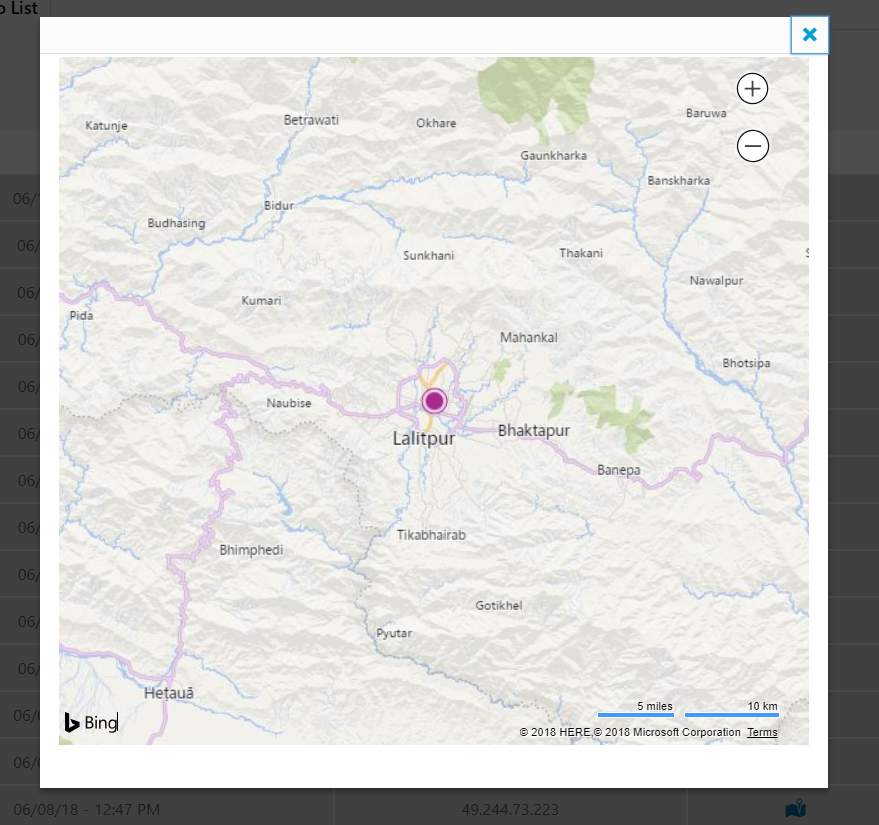 o List
Katunje
Betrawati
Okhare
Baruwa
Gaunkharka
Banskharka
06/
Bidur
Budhasing
06/
Sunkhani
Thakani
Nawalpur
06/
Kumari
Pida
06/
Mahankal
Bhotsipa
06/
Naubise
06/
Lalitpur
Bhaktapur
Banepa
06/
06/
Tikabhairab
Bhimphedi
06/
Gotikhel
06/
Pyutar
06/
Hetauā
5 miles
10 km
06/
Bing
© 2018 HERE,© 2018 Microsoft Corporation Terms
06/
06/08/18 - 12:47 PM
49.244.73.223